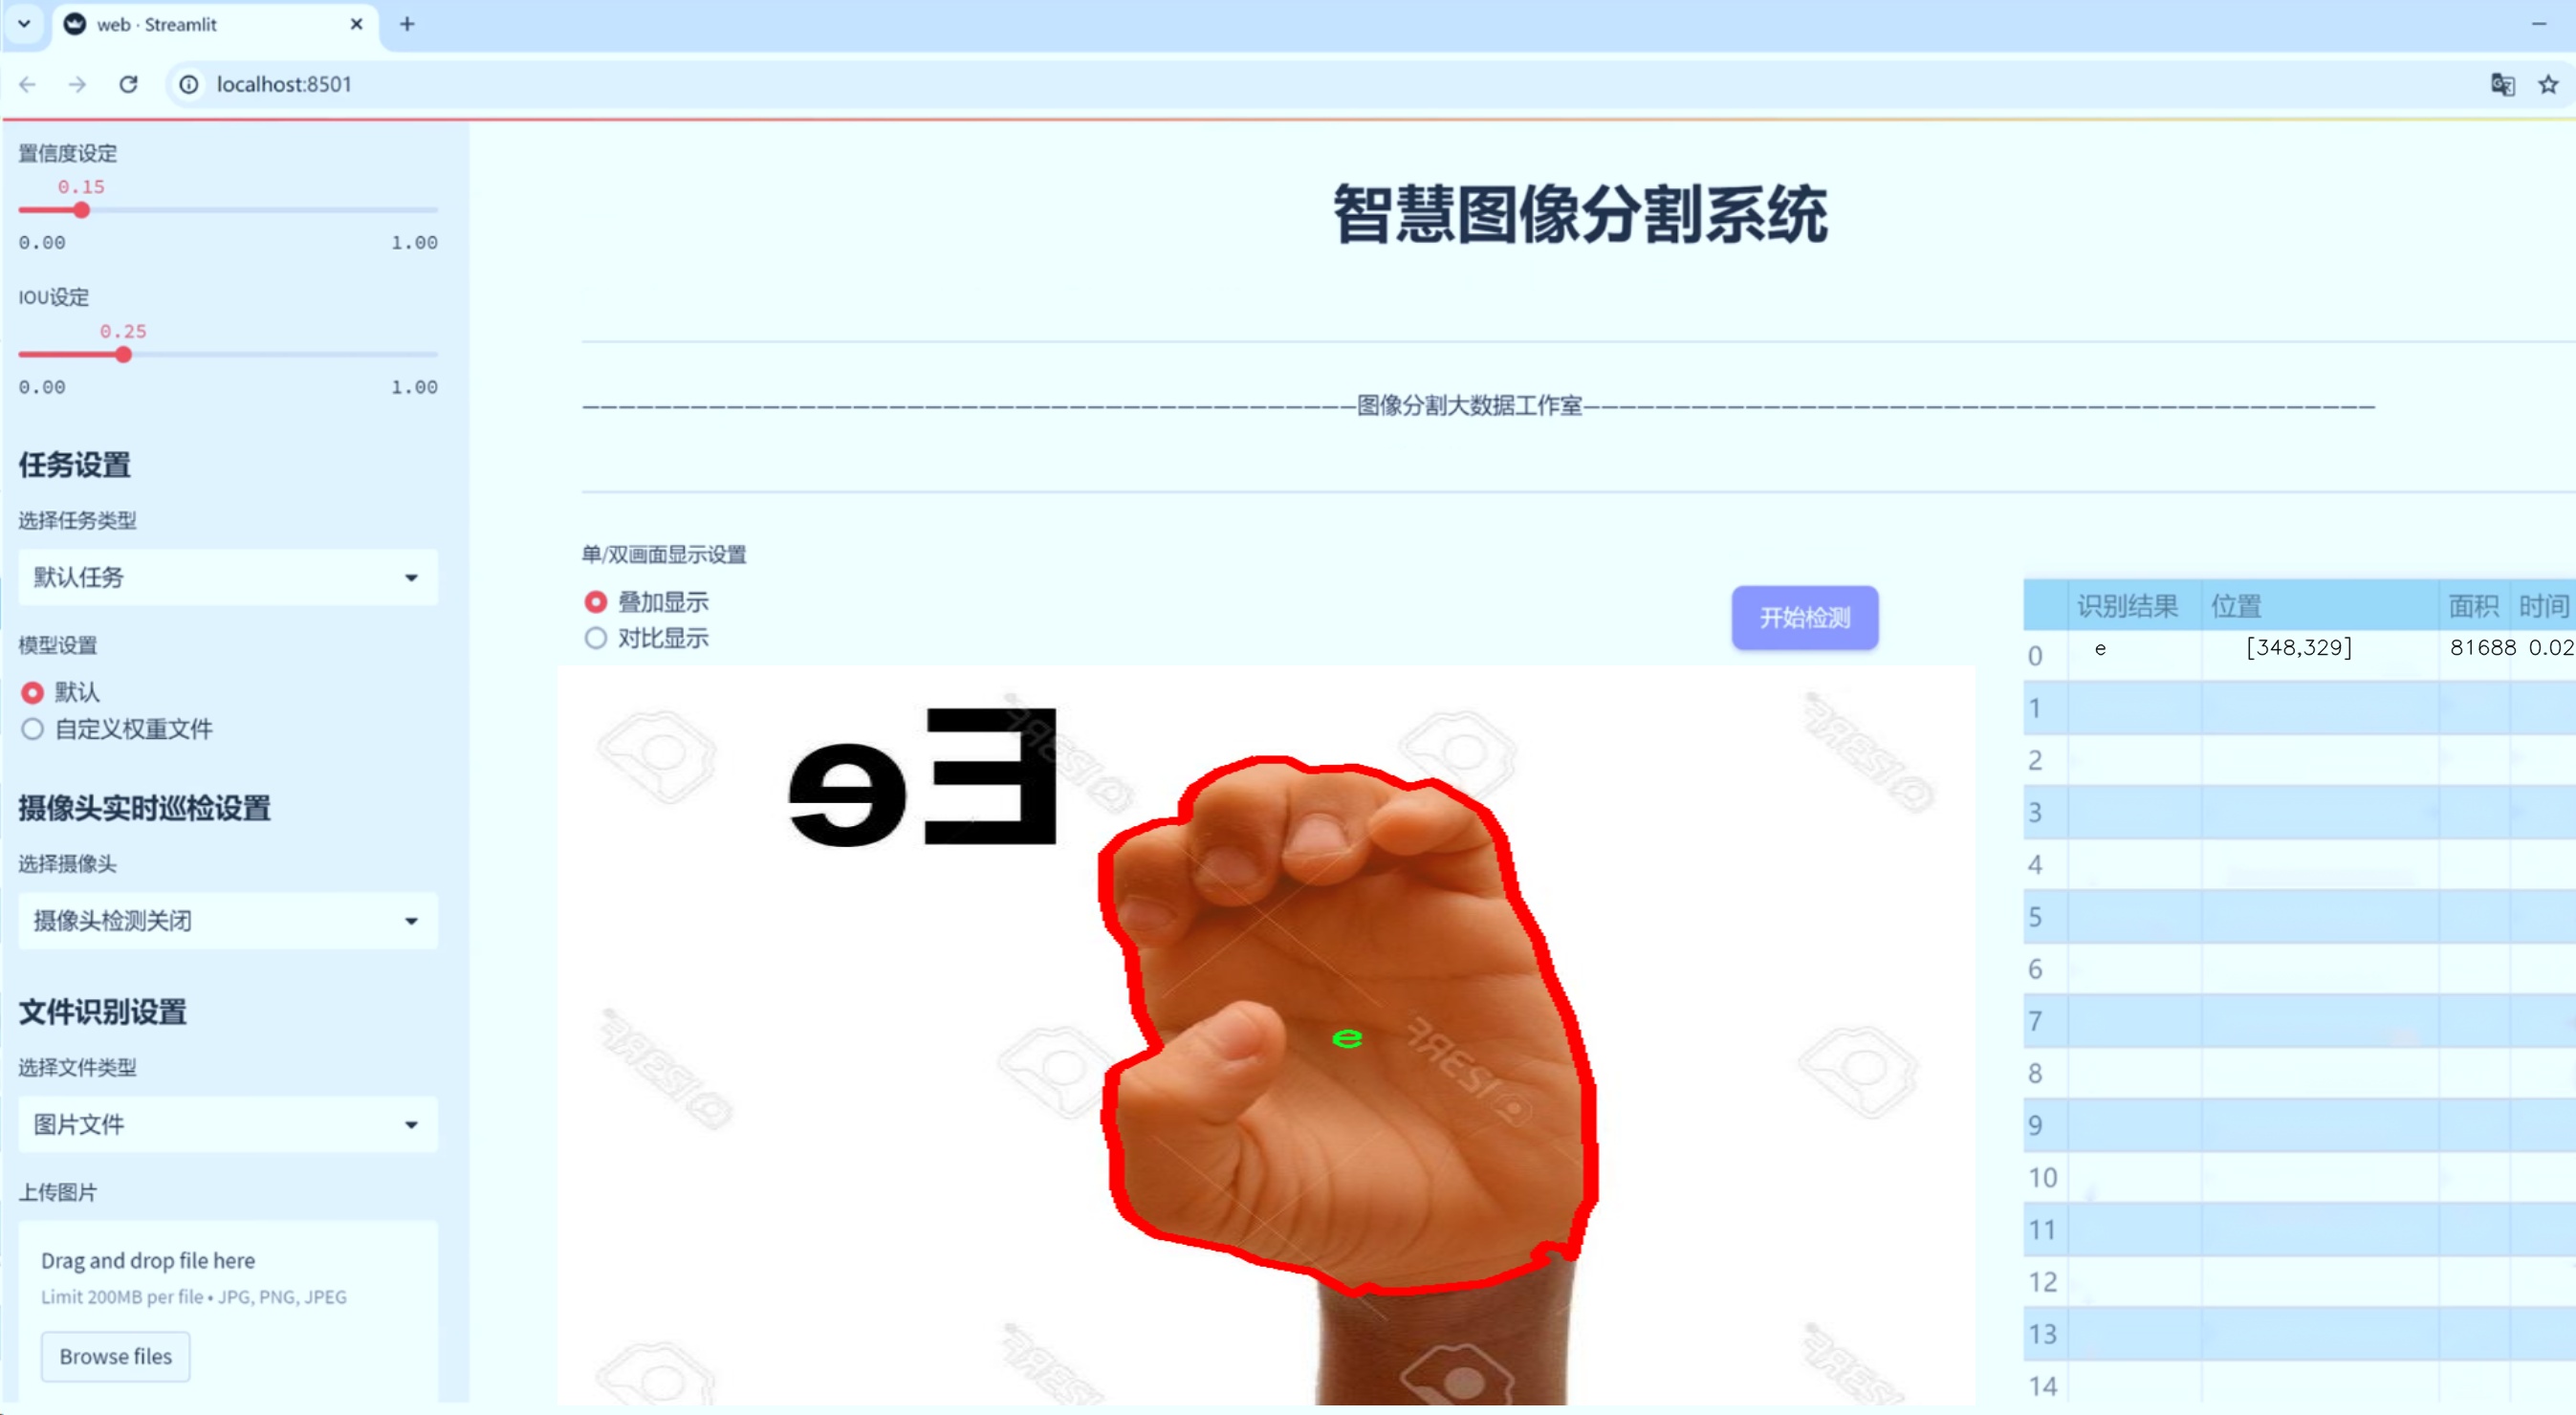 web · Streamlit
localhost:8501
置信度设定
0.15
0.00 1.00
IOU设定
0.25
0.00 1.00
任务设置
选择任务类型
默认任务
模型设置
默认
自定义权重文件
摄像头实时巡检设置
选择摄像头
摄像头检测关闭
文件识别设置
选择文件类型
图片文件
上传图片
Drag and drop file here
Limit 200MB per file • JPG, PNG, JPEG
Browse files
智慧图像分割系统
图像分割大数据工作室
单/双画面显示设置
叠加显示
对比显示
开始检测
Ee
e
识别结果 位置 面积 时间
0 e [348,329] 81688 0.02
1
2
3
4
5
6
7
8
9
10
11
12
13
14